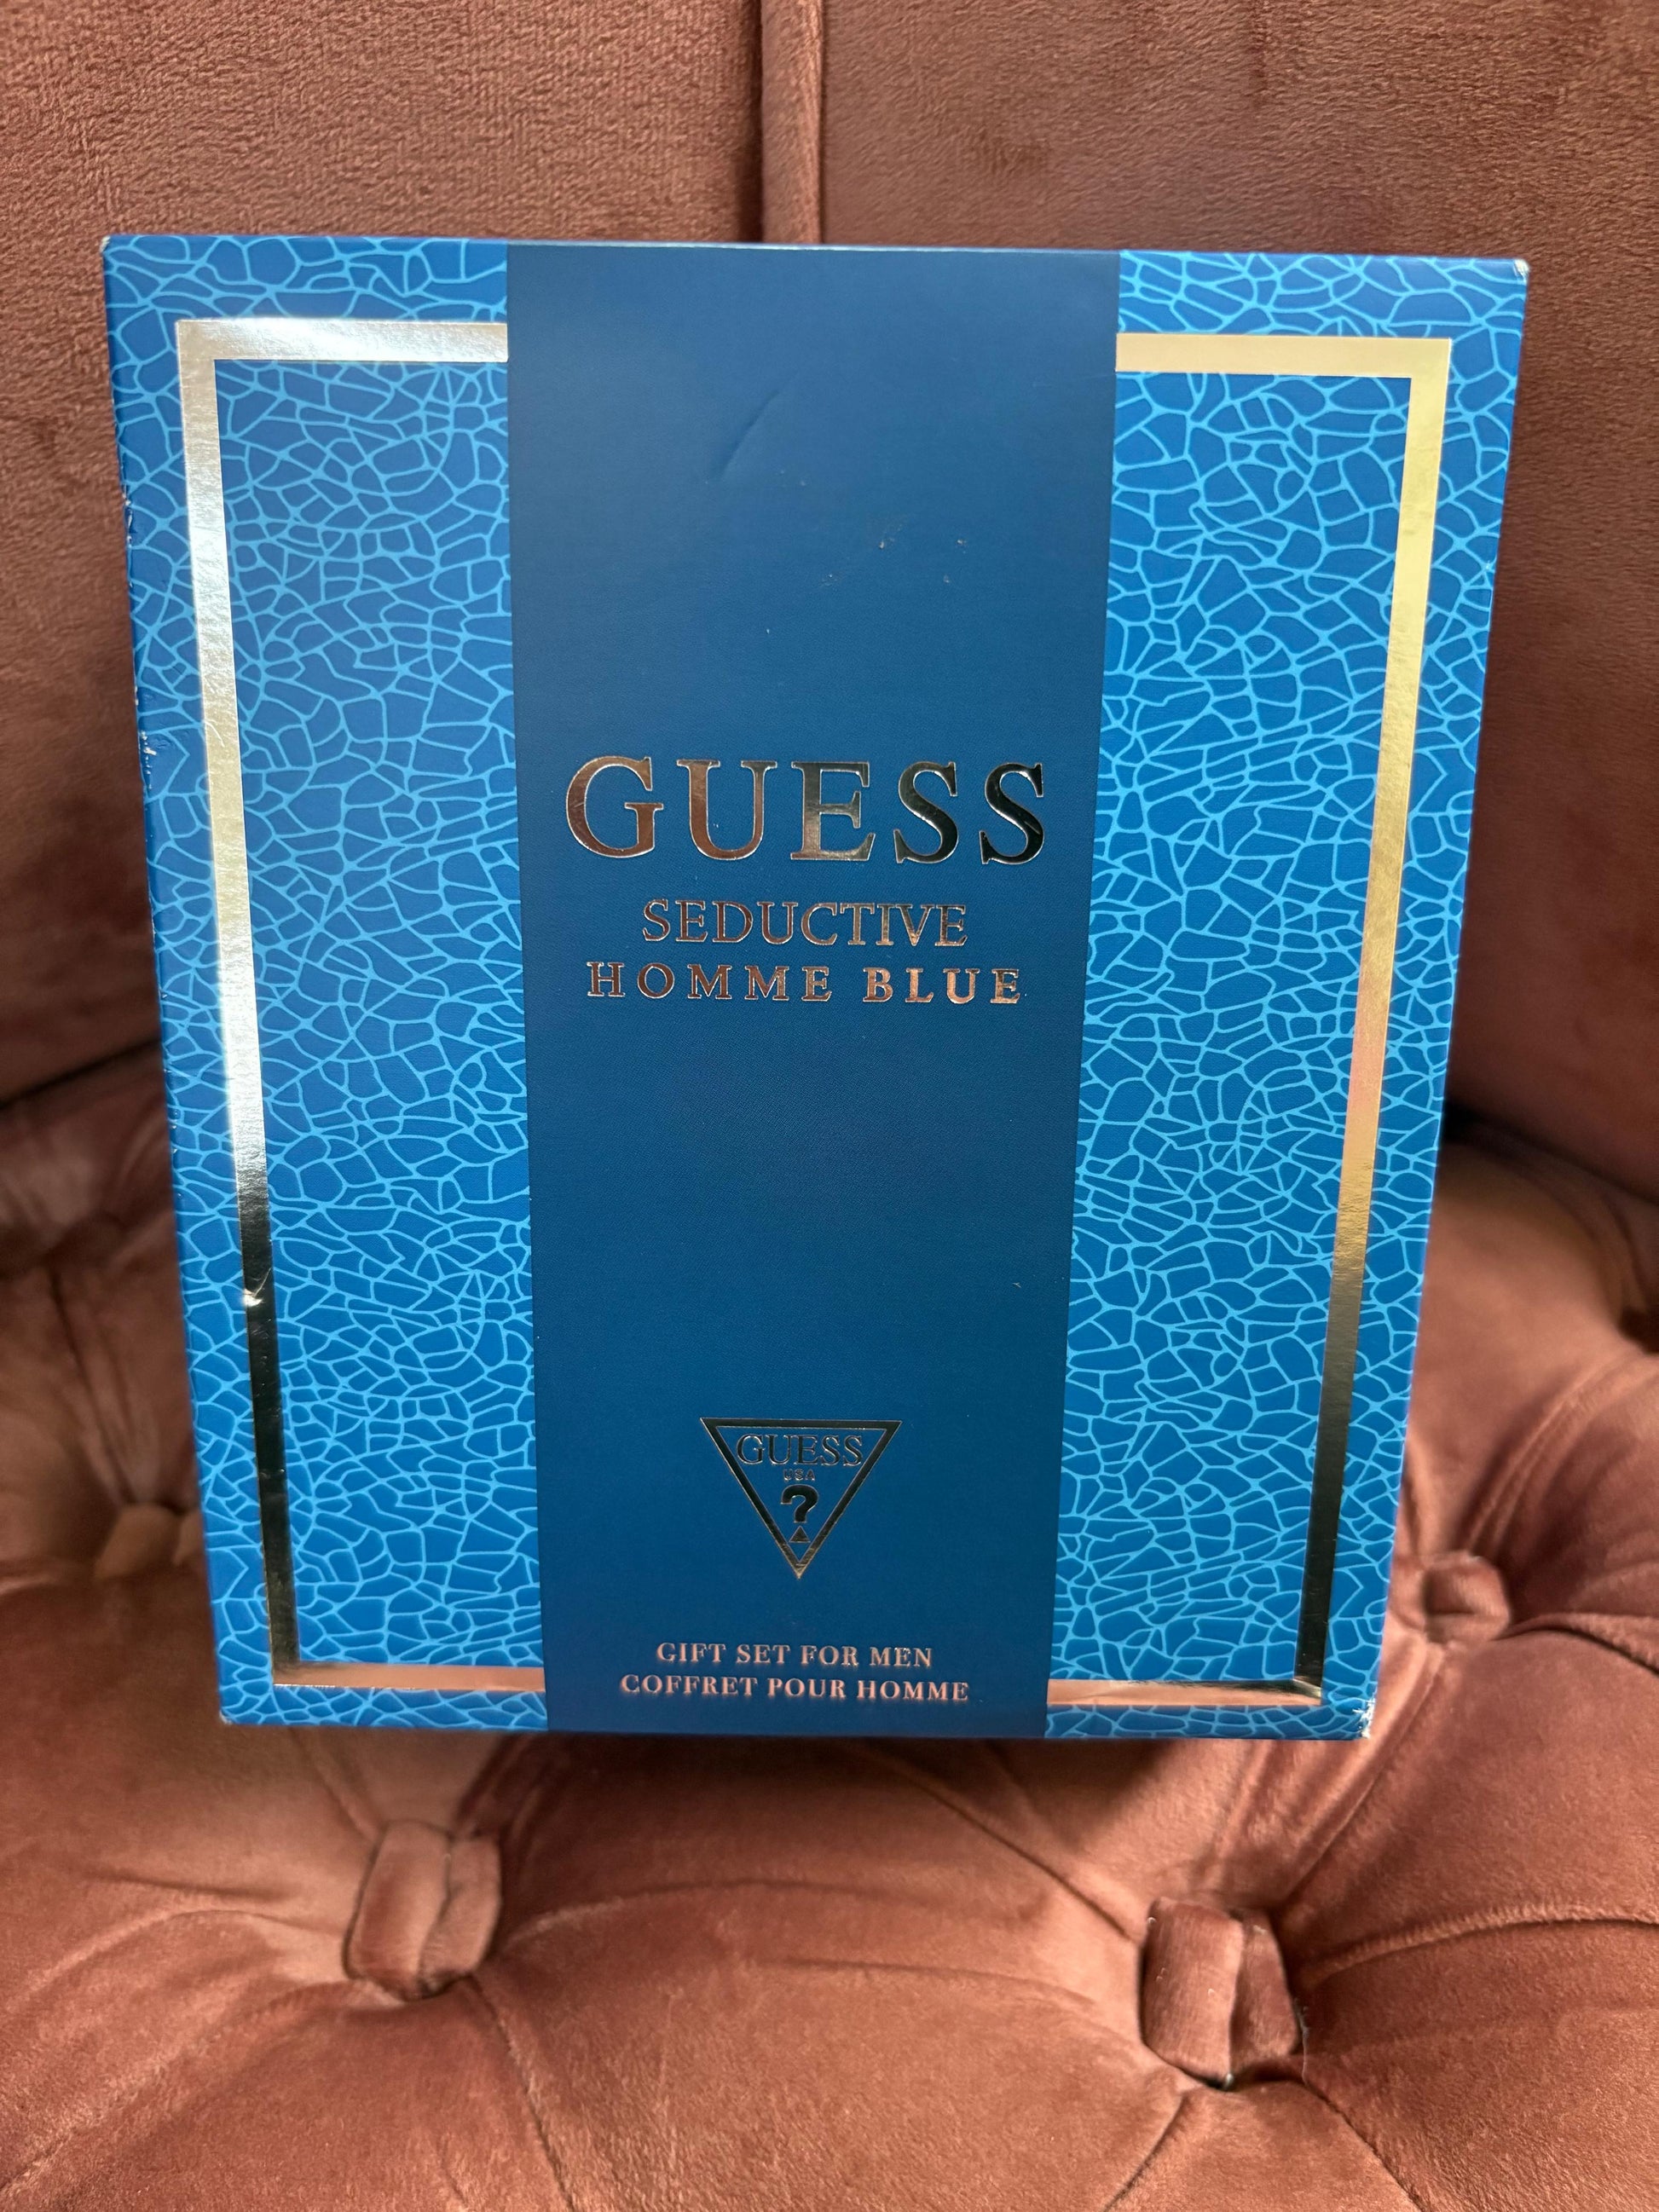 GUESS
SEDUCTIVE
HOMME BLUE
GUESS
USA
?
GIFT SET FOR MEN
COFFRET POUR HOMME